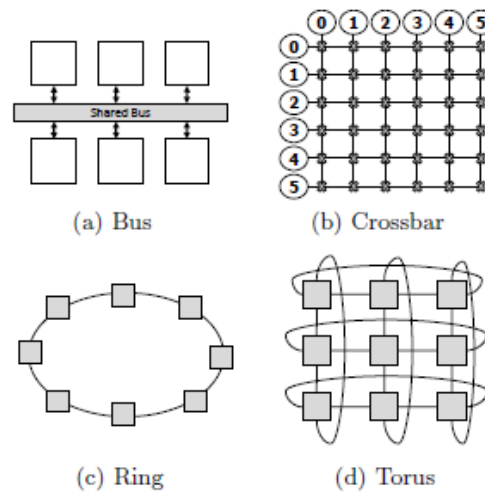 0 1 2 3 4 5
0
1
Shared Bus
2
3
4
5
(a) Bus
(b) Crossbar
(c) Ring
(d) Torus